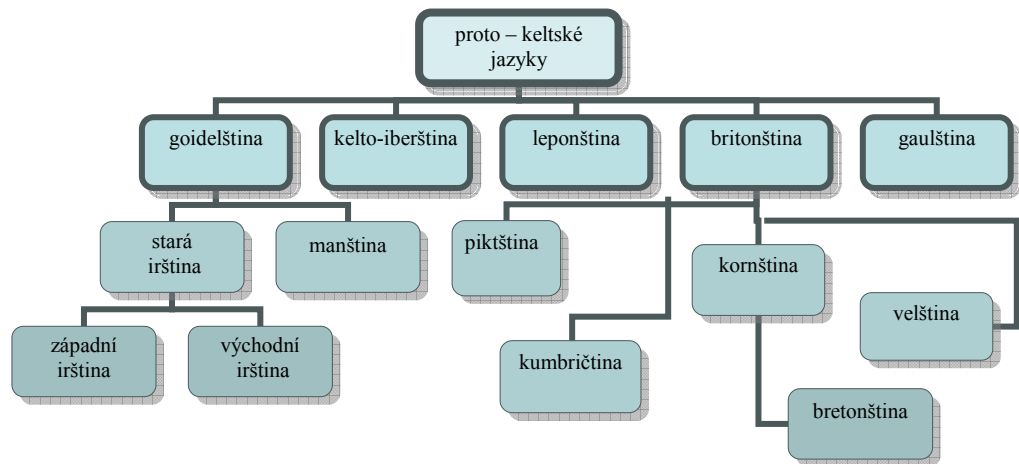 proto – keltské
jazyky
goidelština
kelto-iberština
leponština
britonština
gaulština
stará
irština
manština
piktština
kornština
velština
západní
irština
východní
irština
kumbričtina
bretonština